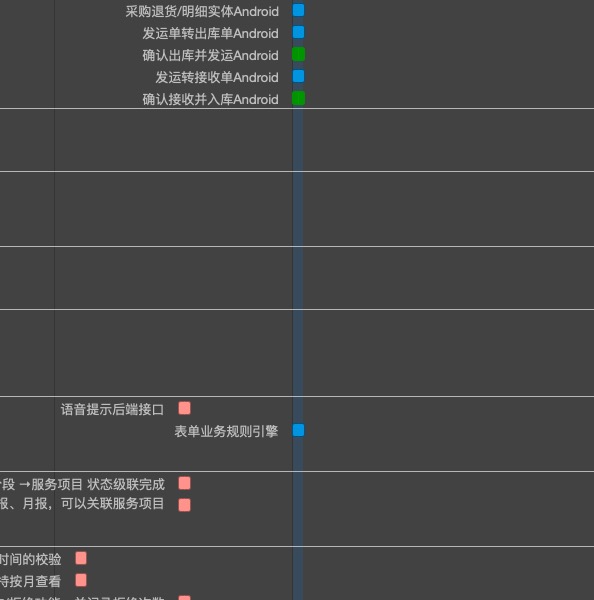 采购退货/明细实体Android
发运单转出库单Android
确认出库并发运Android
发运转接收单Android
确认接收并入库Android
语音提示后端接口
表单业务规则引擎
段 →服务项目 状态级联完成
报、月报，可以关联服务项目
时间的校验
持按月查看